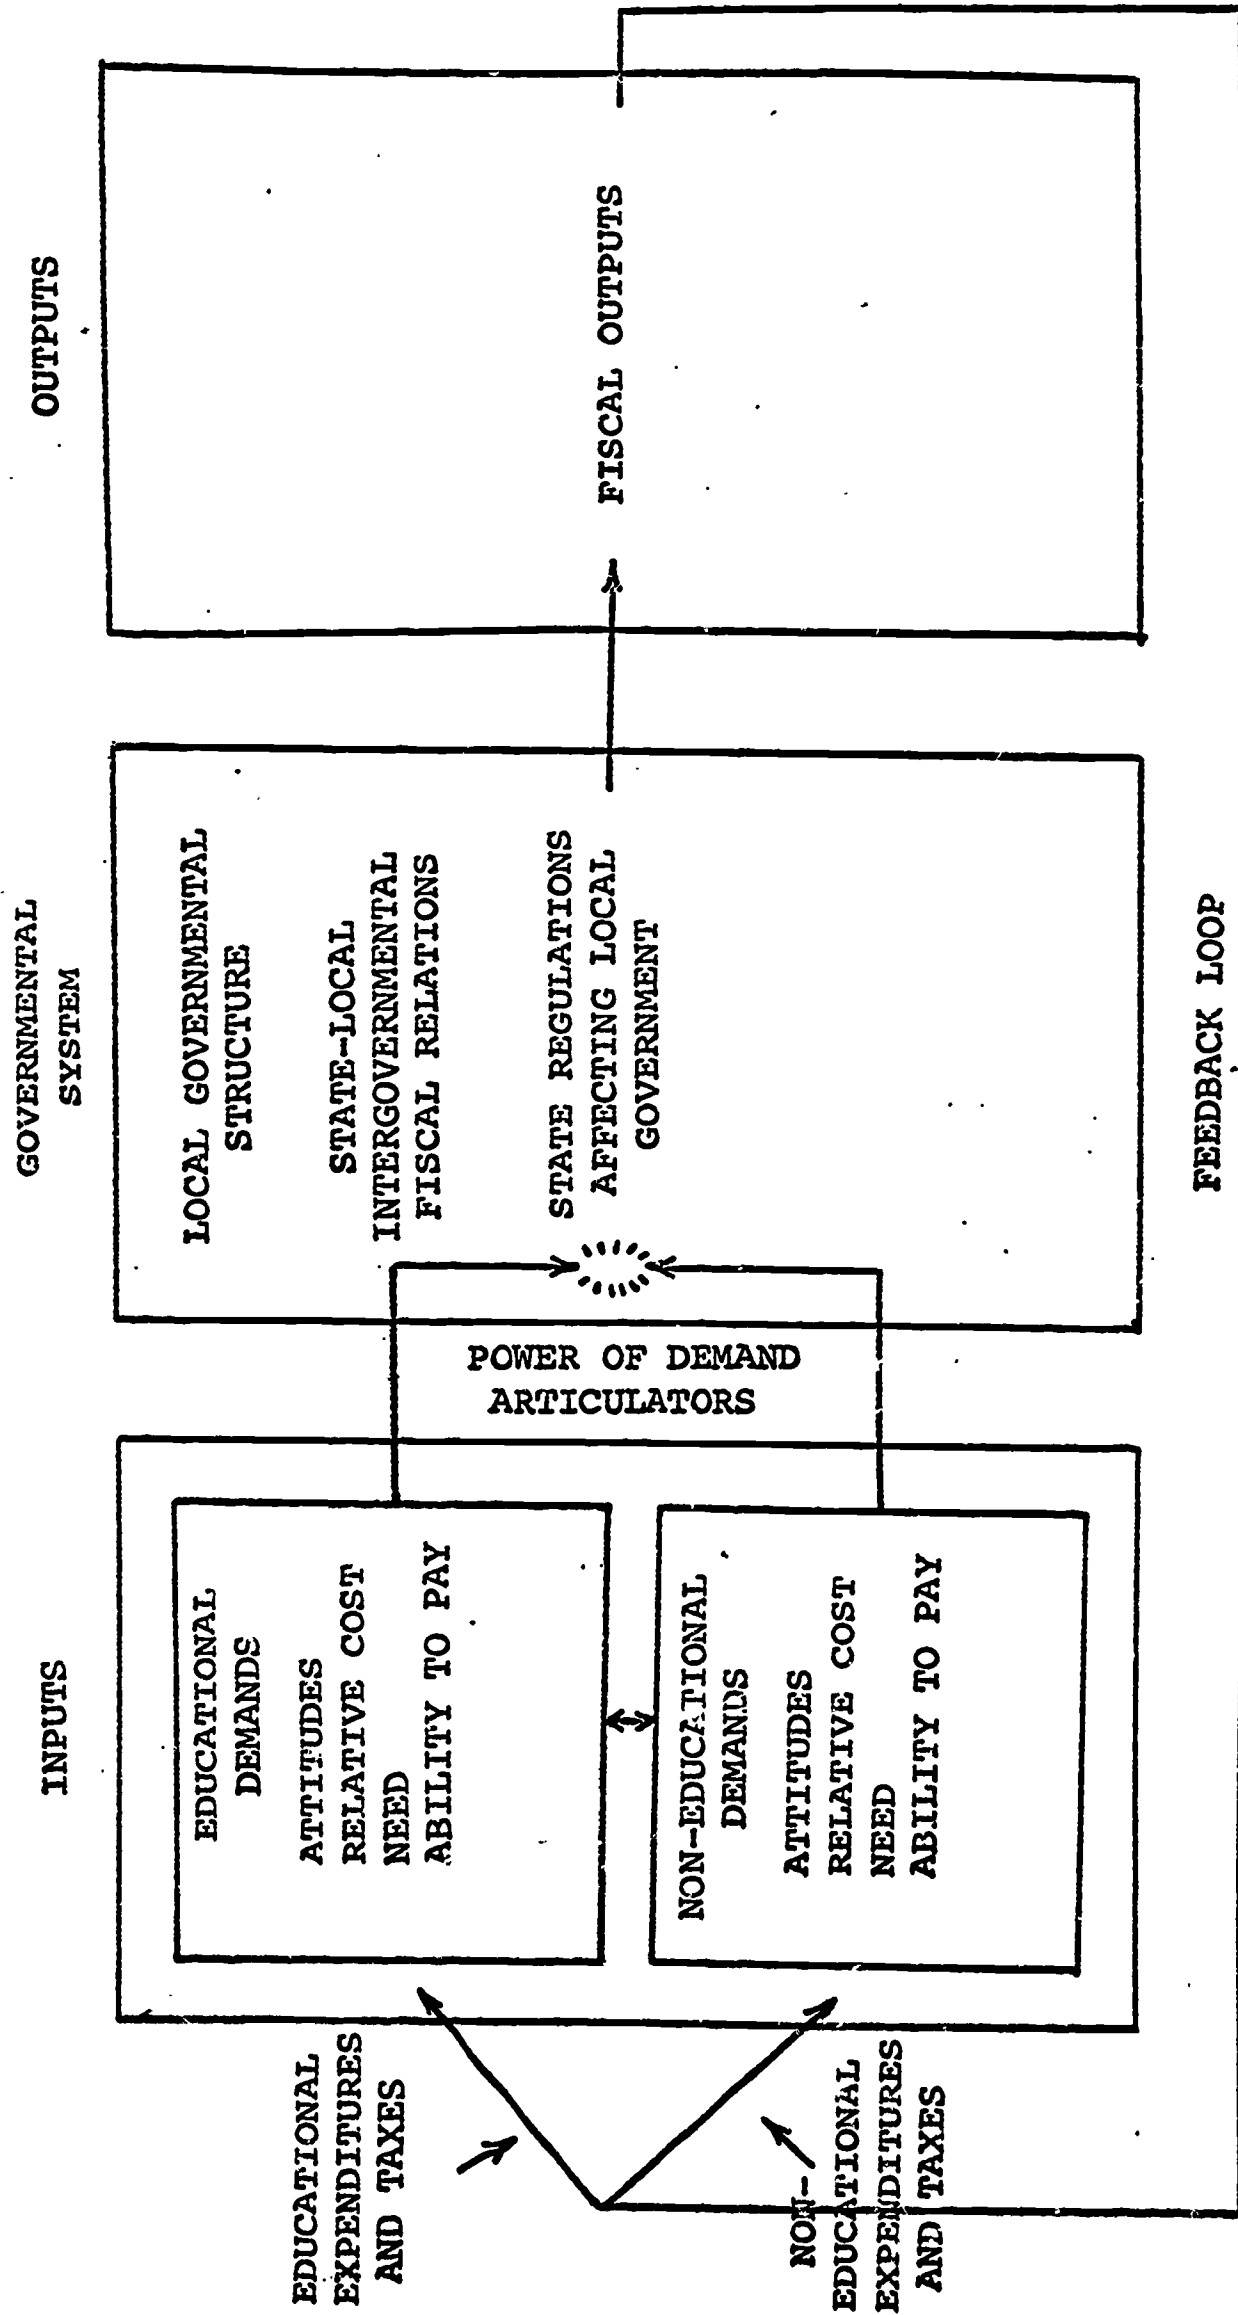 INPUTS
GOVERNMENTAL
SYSTEM
OUTPUTS
EDUCATIONAL
EXPENDITURES
AND TAXES
EDUCATIONAL
DEMANDS
ATTITUDES
RELATIVE COST
NEED
ABILITY TO PAY
NON-EDUCATIONAL
DEMANDS
ATTITUDES
RELATIVE COST
NEED
ABILITY TO PAY
NON-
EDUCATIONAL
EXPENDITURES
AND TAXES
POWER OF DEMAND
ARTICULATORS
LOCAL GOVERNMENTAL
STRUCTURE
STATE-LOCAL
INTERGOVERNMENTAL
FISCAL RELATIONS
STATE REGULATIONS
AFFECTING LOCAL
GOVERNMENT
FISCAL OUTPUTS
FEEDBACK LOOP